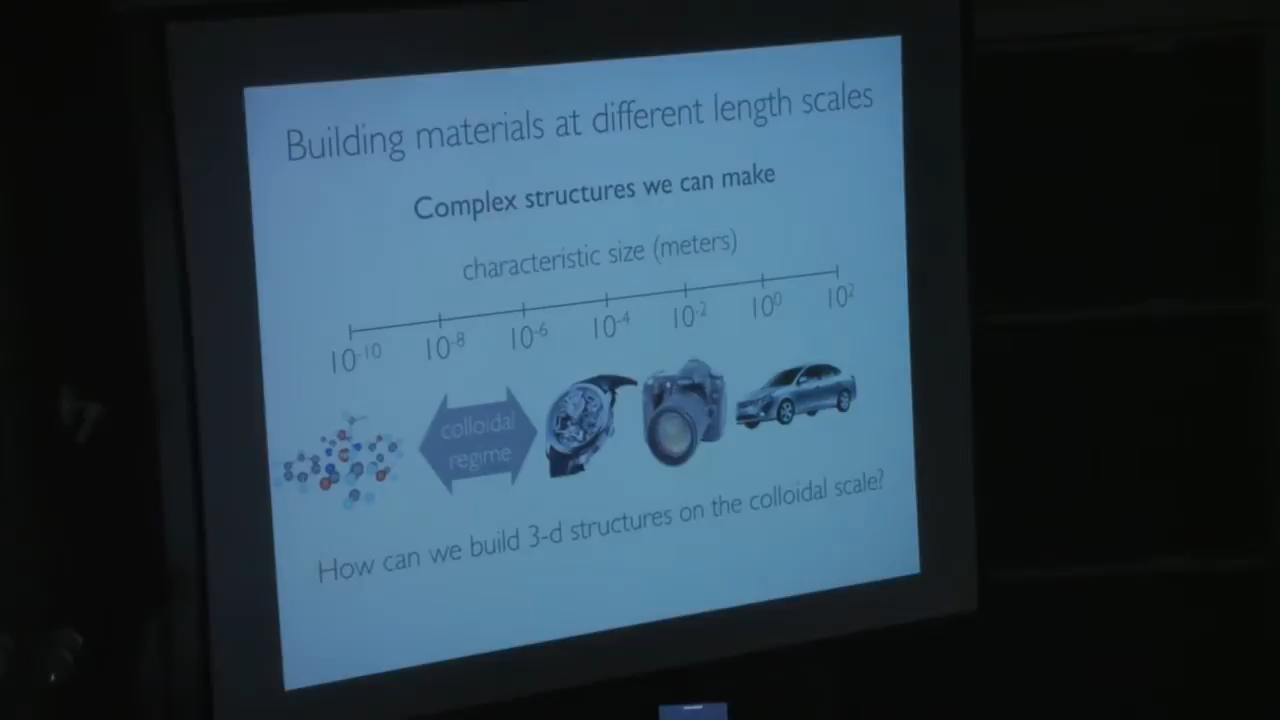 Building materials at different length scales
Complex structures we can make
characteristic size (meters)
10⁻¹⁰ 10⁻⁸ 10⁻⁶ 10⁻⁴ 10⁻² 10⁰ 10²
colloidal
regime
How can we build 3-d structures on the colloidal scale?